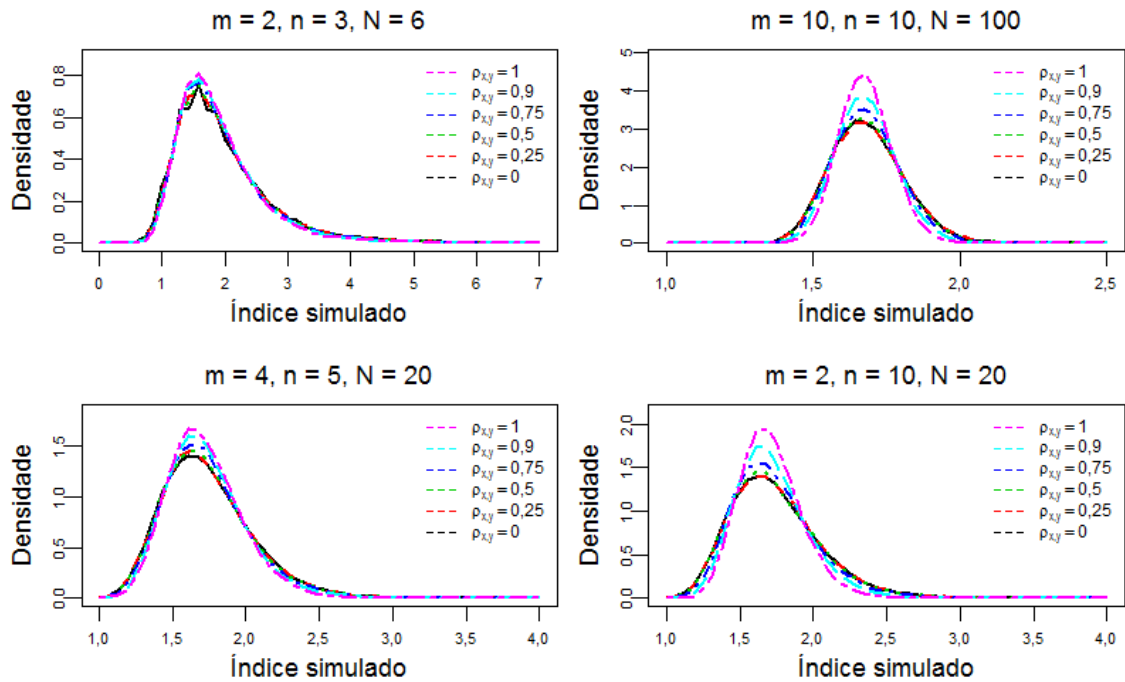 m = 2, n = 3, N = 6
Densidade
0,0 0,2 0,4 0,6 0,8
ρx,y = 1
ρx,y = 0,9
ρx,y = 0,75
ρx,y = 0,5
ρx,y = 0,25
ρx,y = 0
0 1 2 3 4 5 6 7
Índice simulado
m = 10, n = 10, N = 100
Densidade
0 1 2 3 4 5
ρx,y = 1
ρx,y = 0,9
ρx,y = 0,75
ρx,y = 0,5
ρx,y = 0,25
ρx,y = 0
1,0 1,5 2,0 2,5
Índice simulado
m = 4, n = 5, N = 20
Densidade
0,0 0,5 1,0 1,5
ρx,y = 1
ρx,y = 0,9
ρx,y = 0,75
ρx,y = 0,5
ρx,y = 0,25
ρx,y = 0
1,0 1,5 2,0 2,5 3,0 3,5 4,0
Índice simulado
m = 2, n = 10, N = 20
Densidade
0,0 0,5 1,0 1,5 2,0
ρx,y = 1
ρx,y = 0,9
ρx,y = 0,75
ρx,y = 0,5
ρx,y = 0,25
ρx,y = 0
1,0 1,5 2,0 2,5 3,0 3,5 4,0
Índice simulado